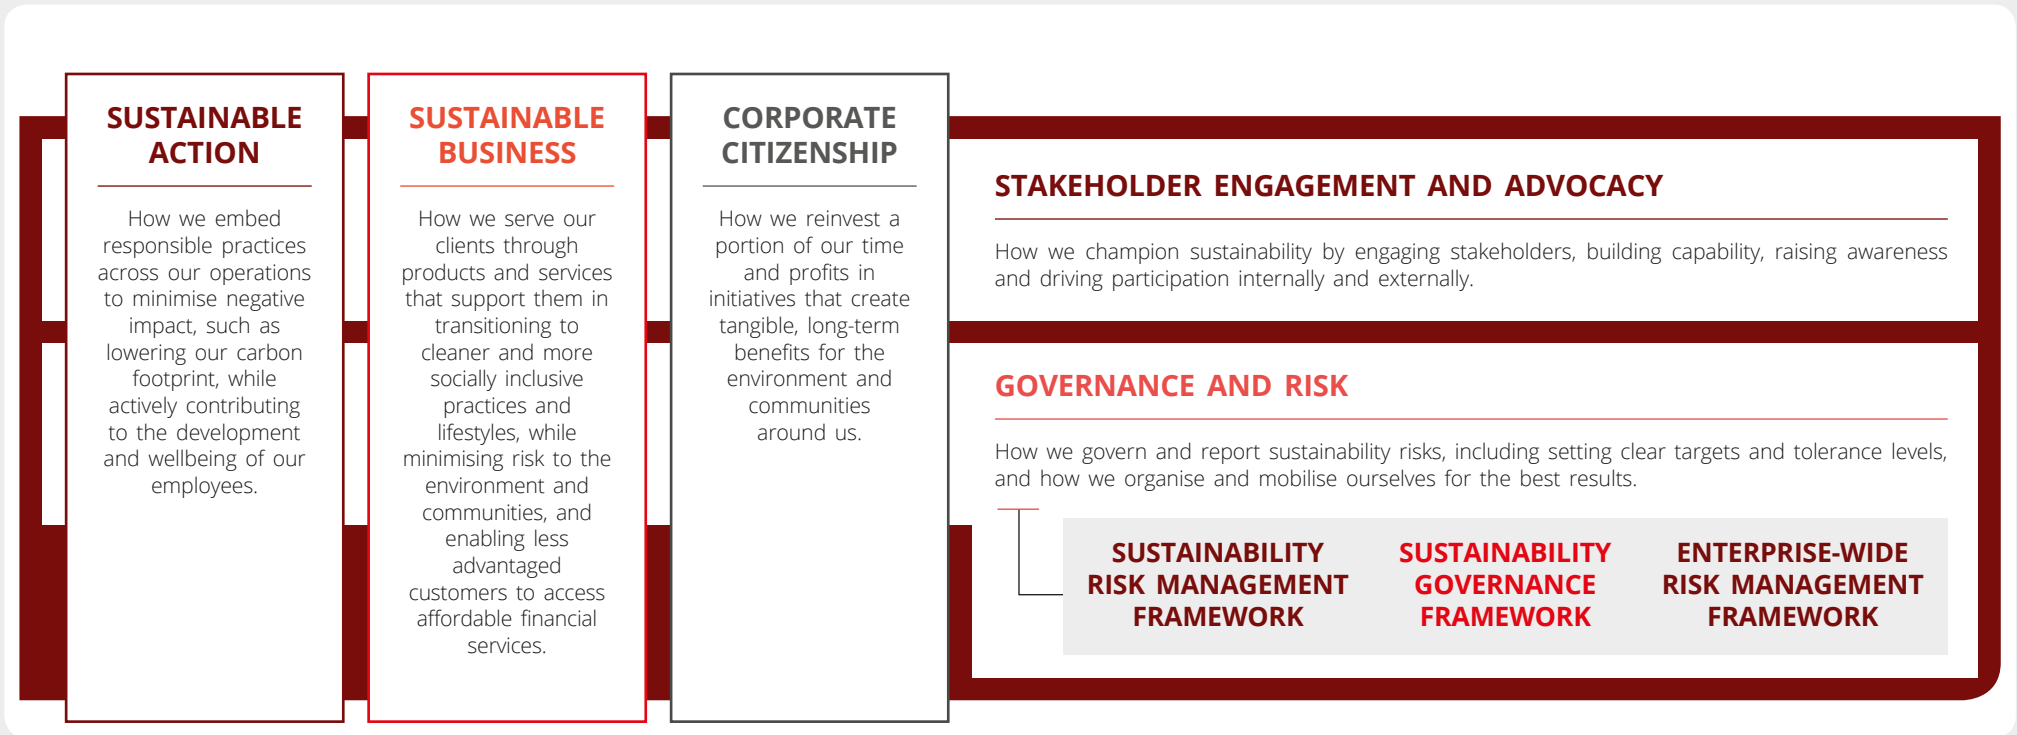 SUSTAINABLE
ACTION
How we embed
responsible practices
across our operations
to minimise negative
impact, such as
lowering our carbon
footprint, while
actively contributing
to the development
and wellbeing of our
employees.
SUSTAINABLE
BUSINESS
How we serve our
clients through
products and services
that support them in
transitioning to
cleaner and more
socially inclusive
practices and
lifestyles, while
minimising risk to the
environment and
communities, and
enabling less
advantaged
customers to access
affordable financial
services.
CORPORATE
CITIZENSHIP
How we reinvest a
portion of our time
and profits in
initiatives that create
tangible, long-term
benefits for the
environment and
communities
around us.
STAKEHOLDER ENGAGEMENT AND ADVOCACY
How we champion sustainability by engaging stakeholders, building capability, raising awareness
and driving participation internally and externally.
GOVERNANCE AND RISK
How we govern and report sustainability risks, including setting clear targets and tolerance levels,
and how we organise and mobilise ourselves for the best results.
SUSTAINABILITY
RISK MANAGEMENT
FRAMEWORK
SUSTAINABILITY
GOVERNANCE
FRAMEWORK
ENTERPRISE-WIDE
RISK MANAGEMENT
FRAMEWORK